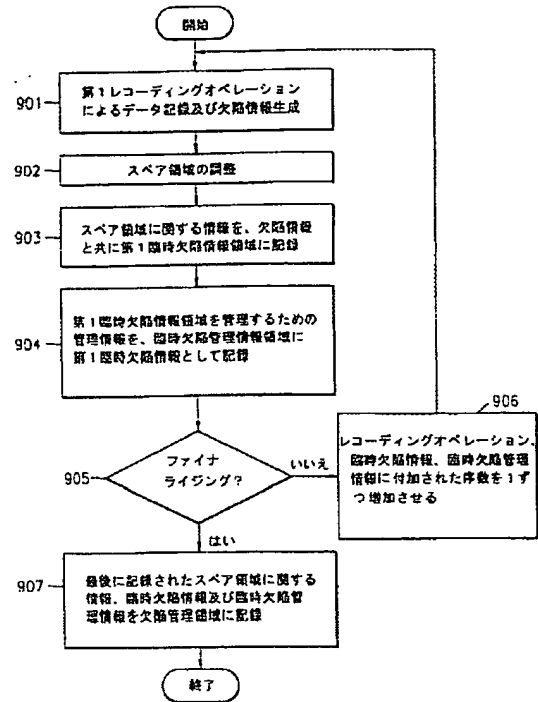 開始
901
第1レコーディングオペレーション
によるデータ記録及び欠陥情報生成
902
スペア領域の調整
903
スペア領域に関する情報を、欠陥情報
と共に第1臨時欠陥情報領域に記録
904
第1臨時欠陥情報領域を管理するための
管理情報を、臨時欠陥管理情報領域に
第1臨時欠陥情報として記録
905
ファイナ
ライジング?
いいえ
906
レコーディングオペレーション、
臨時欠陥情報、臨時欠陥管理
情報に付加された序数を1ず
つ増加させる
はい
907
最後に記録されたスペア領域に関する
情報、臨時欠陥情報及び臨時欠陥管
理情報を欠陥管理領域に記録
終了